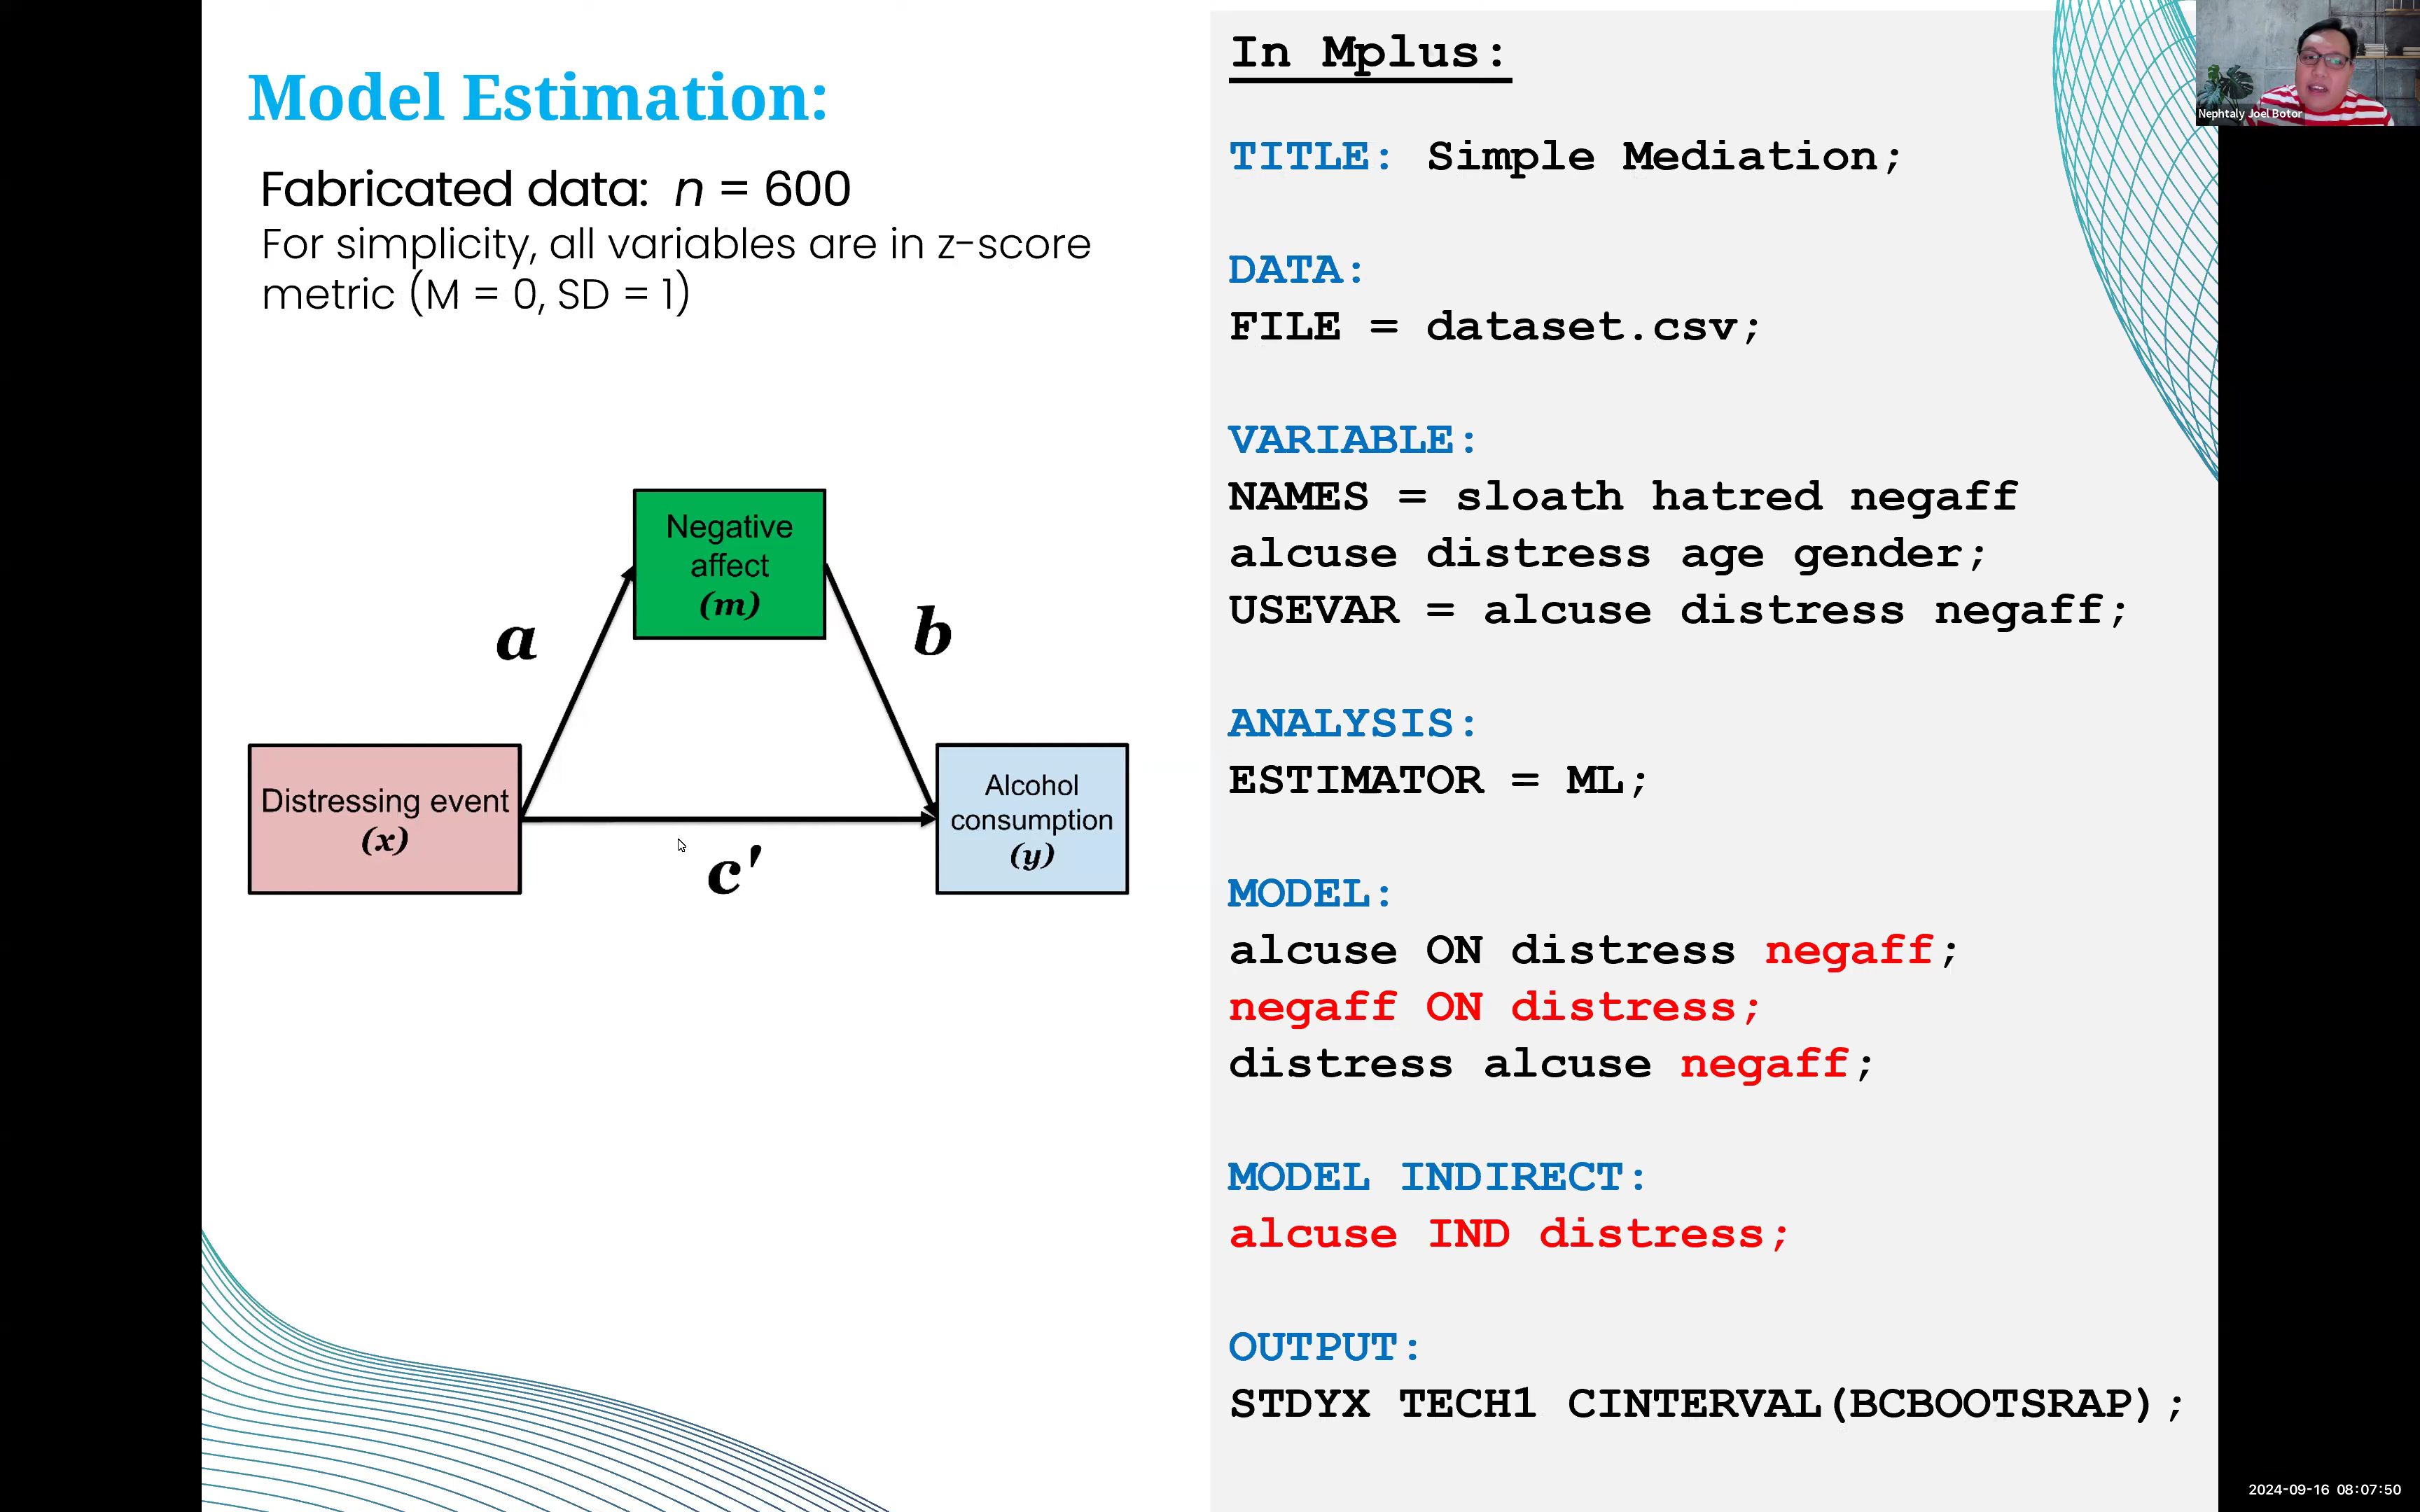 Model Estimation:
Fabricated data: n = 600
For simplicity, all variables are in z-score
metric (M = 0, SD = 1)
Negative
affect
(m)
a
b
Distressing event
(x)
Alcohol
consumption
(y)
c'
In Mplus:
TITLE: Simple Mediation;
DATA:
FILE = dataset.csv;
VARIABLE:
NAMES = sloath hatred negaff
alcuse distress age gender;
USEVAR = alcuse distress negaff;
ANALYSIS:
ESTIMATOR = ML;
MODEL:
alcuse ON distress negaff;
negaff ON distress;
distress alcuse negaff;
MODEL INDIRECT:
alcuse IND distress;
OUTPUT:
STDYX TECH1 CINTERVAL(BCBOOTSRAP);
Nephtaly Joel Botor
2024-09-16 08:07:50